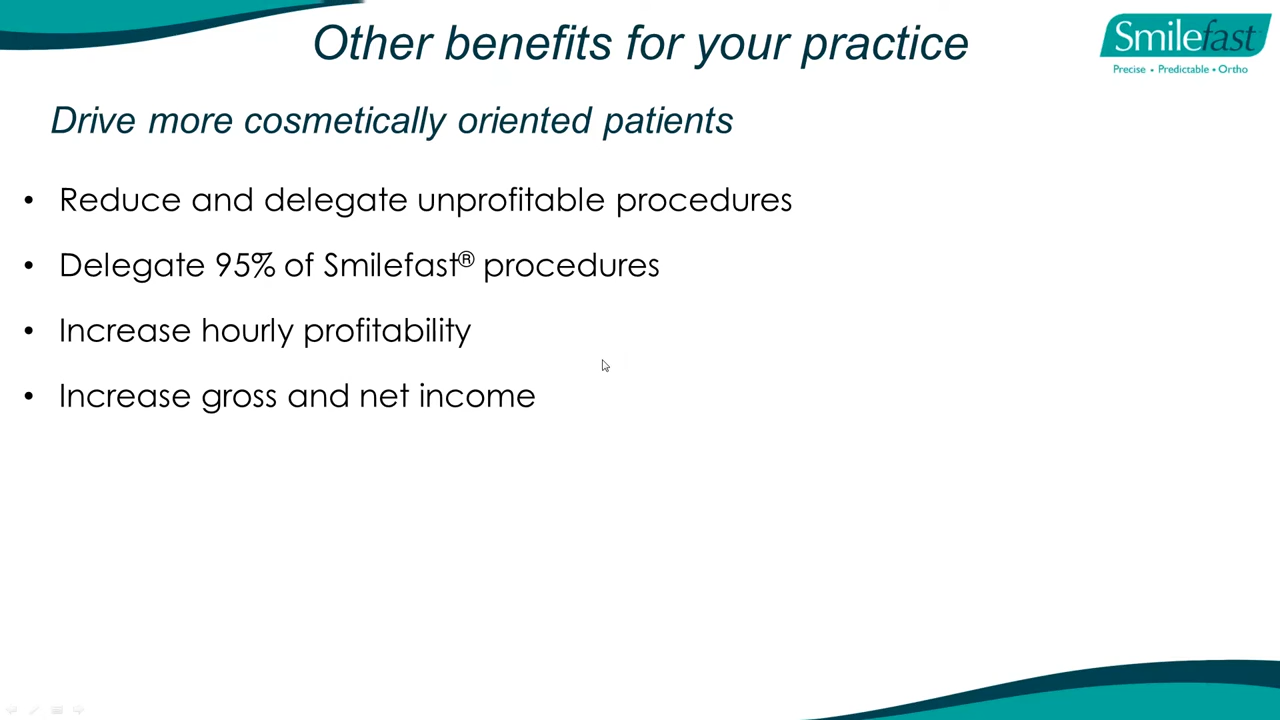 Other benefits for your practice
Smilefast
Precise • Predictable • Ortho
Drive more cosmetically oriented patients
• Reduce and delegate unprofitable procedures
• Delegate 95% of Smilefast® procedures
• Increase hourly profitability
• Increase gross and net income